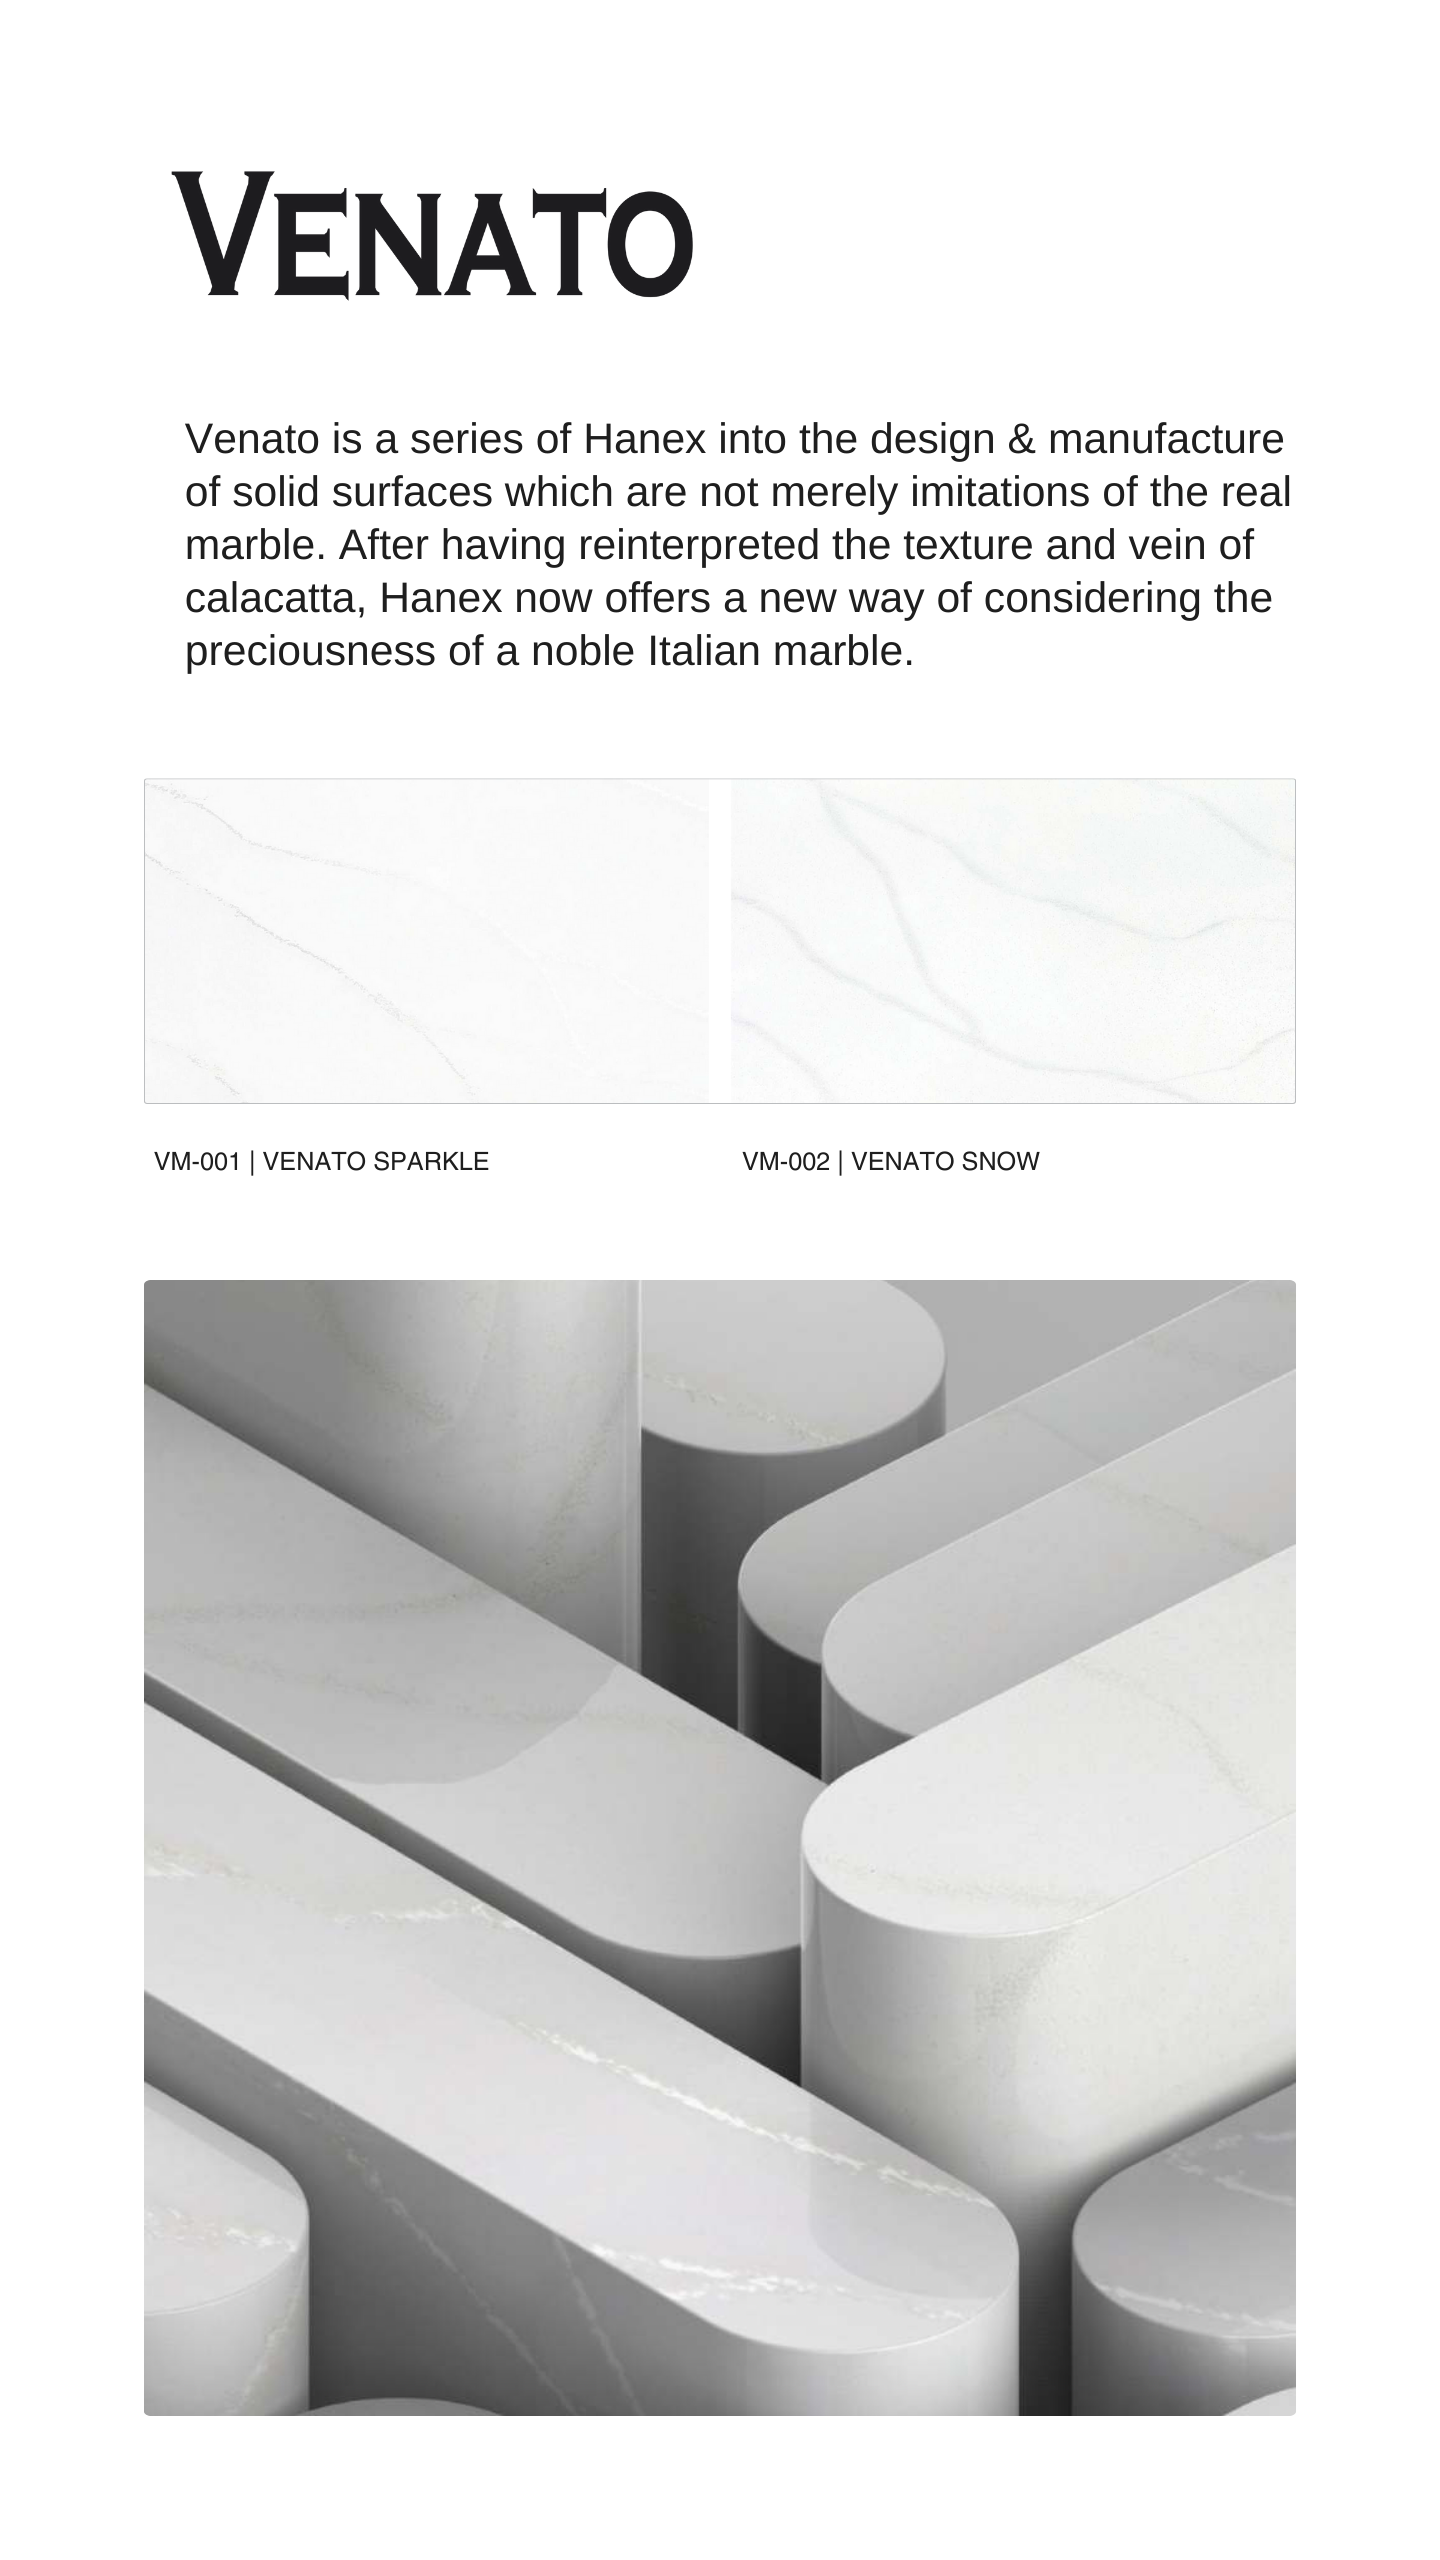 VENATO
Venato is a series of Hanex into the design & manufacture
of solid surfaces which are not merely imitations of the real
marble. After having reinterpreted the texture and vein of
calacatta, Hanex now offers a new way of considering the
preciousness of a noble Italian marble.
VM-001 | VENATO SPARKLE
VM-002 | VENATO SNOW